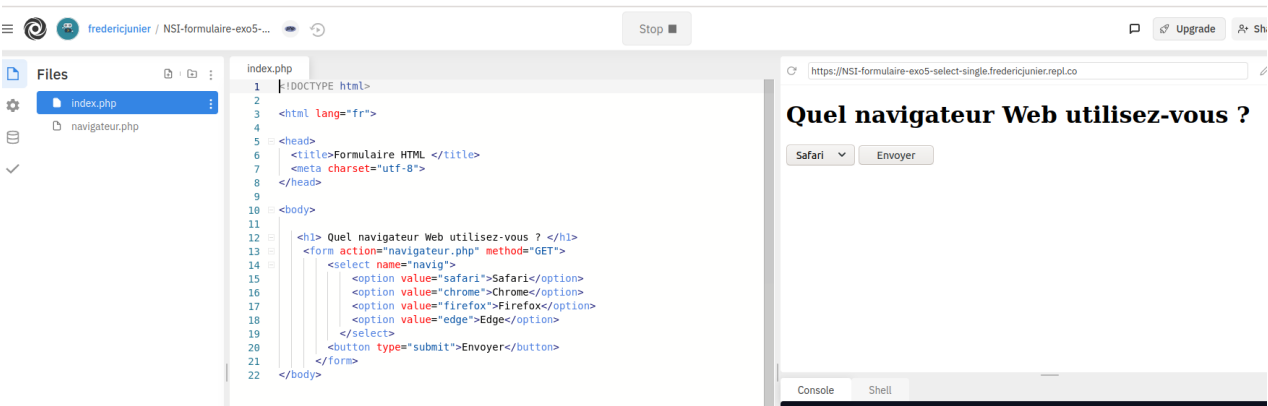 fredericjunier / NSI-formulaire-exo5-...
Stop
Upgrade
Sha
Files
index.php
navigateur.php
index.php
1 <!DOCTYPE html>
2
3 <html lang="fr">
4
5 <head>
6 <title>Formulaire HTML </title>
7 <meta charset="utf-8">
8 </head>
9
10 <body>
11
12 <h1> Quel navigateur Web utilisez-vous ? </h1>
13 <form action="navigateur.php" method="GET">
14 <select name="navig">
15 <option value="safari">Safari</option>
16 <option value="chrome">Chrome</option>
17 <option value="firefox">Firefox</option>
18 <option value="edge">Edge</option>
19 </select>
20 <button type="submit">Envoyer</button>
21 </form>
22 </body>
https://NSI-formulaire-exo5-select-single.fredericjunier.repl.co
Quel navigateur Web utilisez-vous ?
Safari Envoyer
Console Shell